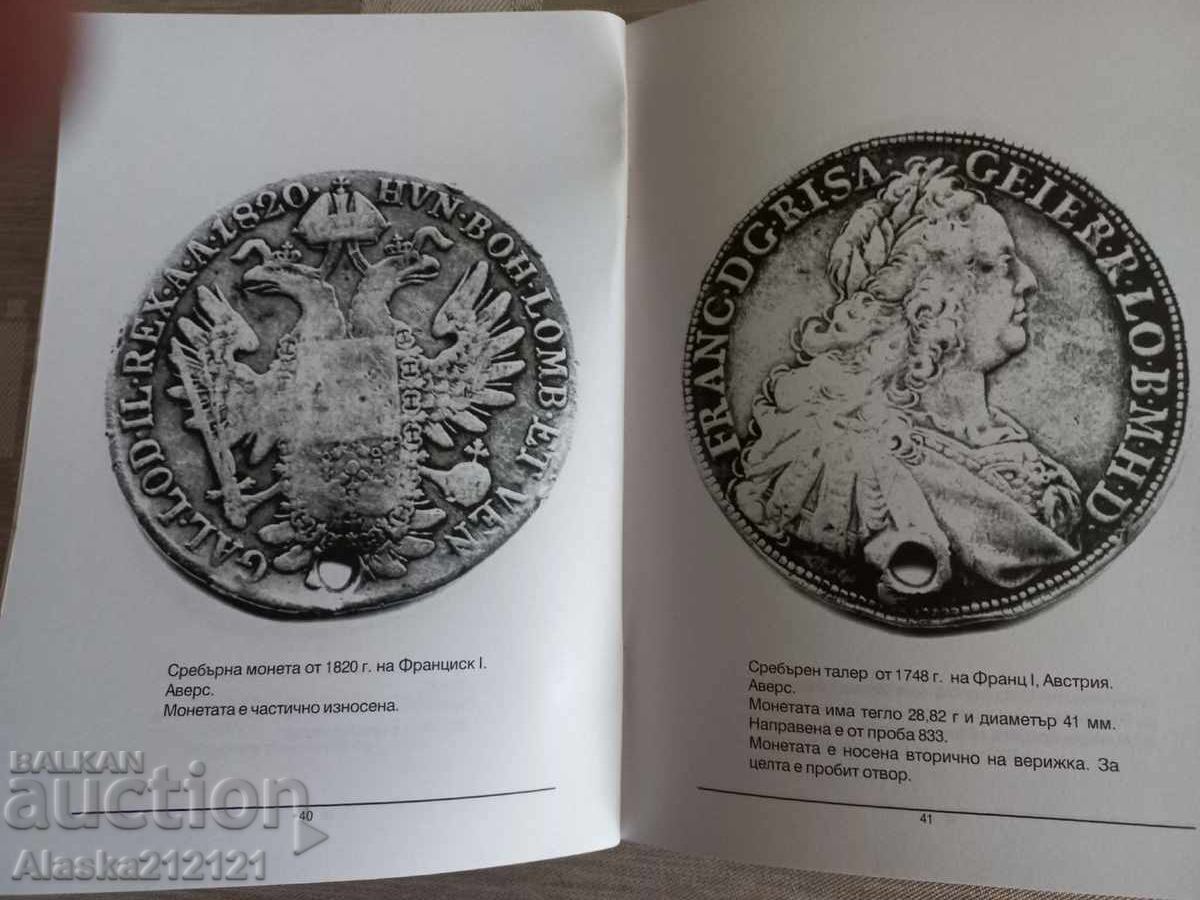 GAL·LOD·IL·REX·A·A·1820· HVN·BOH·LOMB·ET VEN
Сребърна монета от 1820 г. на Франциск I.
Аверс.
Монетата е частично износена.
40
FRANC·D·G·R·I·S·A· GE·IER·R·LO·B·M·H·D·
Сребърен талер от 1748 г. на Франц I, Австрия.
Аверс.
Монетата има тегло 28,82 г и диаметър 41 мм.
Направена е от проба 833.
Монетата е носена вторично на верижка. За
целта е пробит отвор.
41
BALKAN
auction
Alaska212121